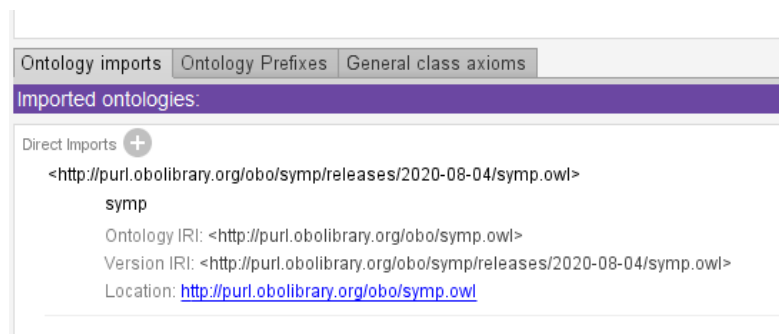 Ontology imports Ontology Prefixes General class axioms
Imported ontologies:
Direct Imports
<http://purl.obolibrary.org/obo/symp/releases/2020-08-04/symp.owl>
symp
Ontology IRI: <http://purl.obolibrary.org/obo/symp.owl>
Version IRI: <http://purl.obolibrary.org/obo/symp/releases/2020-08-04/symp.owl>
Location: http://purl.obolibrary.org/obo/symp.owl